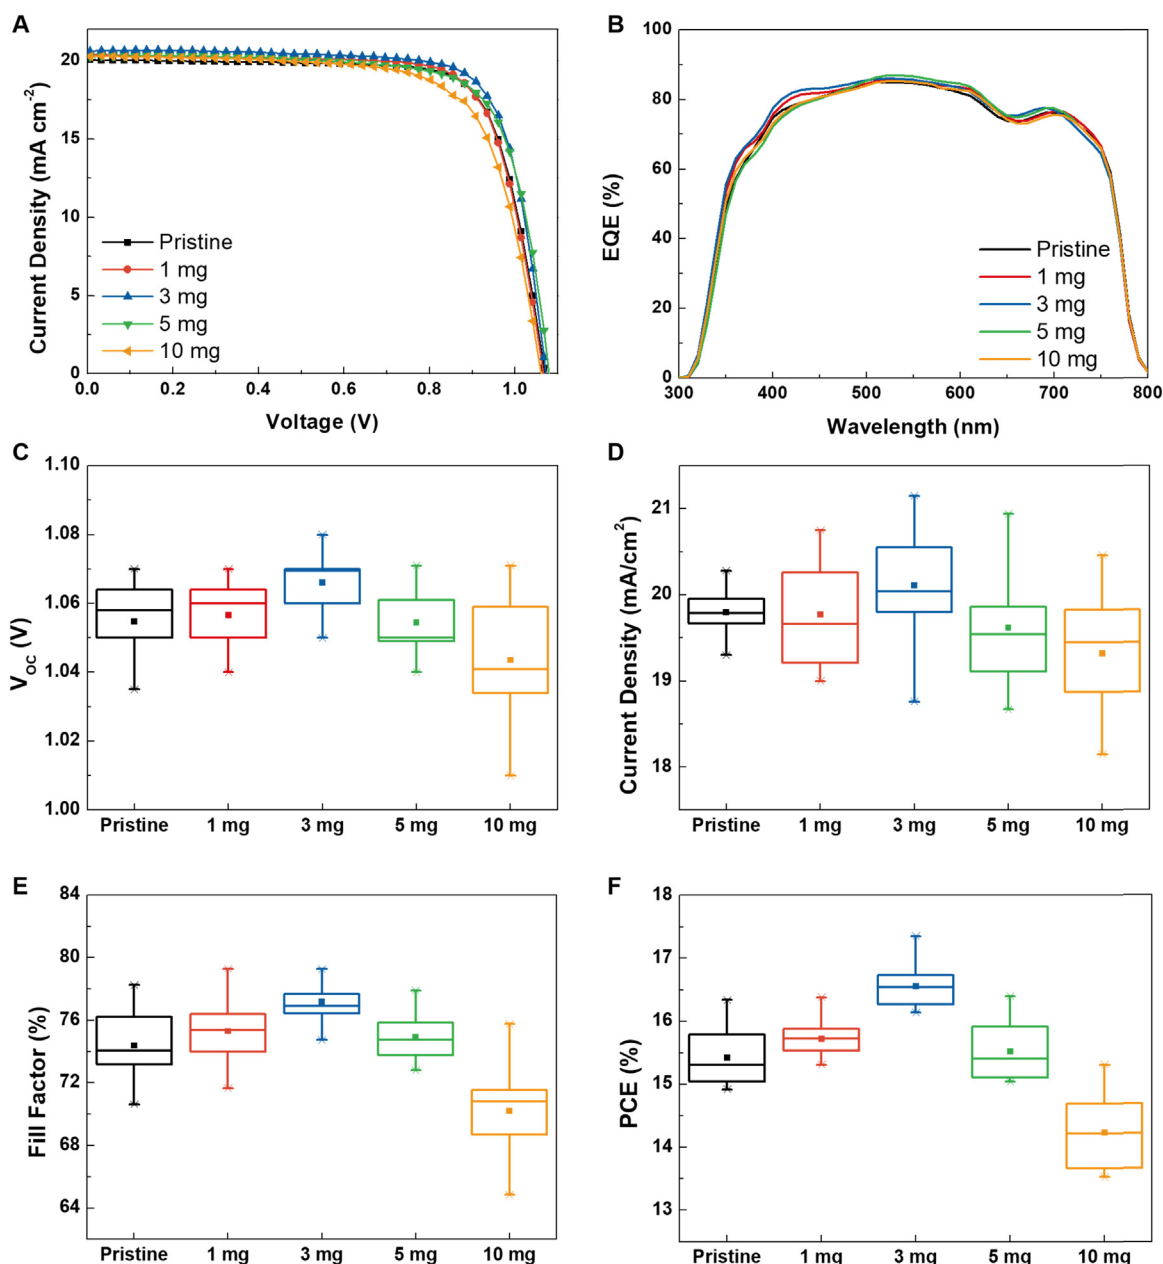 A
20
15
10
5
0
0.0 0.2 0.4 0.6 0.8 1.0
Current Density (mA cm⁻²)
Voltage (V)
Pristine
1 mg
3 mg
5 mg
10 mg
B
100
80
60
40
20
0
300 400 500 600 700 800
EQE (%)
Wavelength (nm)
Pristine
1 mg
3 mg
5 mg
10 mg
C
1.10
1.08
1.06
1.04
1.02
1.00
V_OC (V)
Pristine 1 mg 3 mg 5 mg 10 mg
D
21
20
19
18
Current Density (mA/cm²)
Pristine 1 mg 3 mg 5 mg 10 mg
E
84
80
76
72
68
64
Fill Factor (%)
Pristine 1 mg 3 mg 5 mg 10 mg
F
18
17
16
15
14
13
PCE (%)
Pristine 1 mg 3 mg 5 mg 10 mg